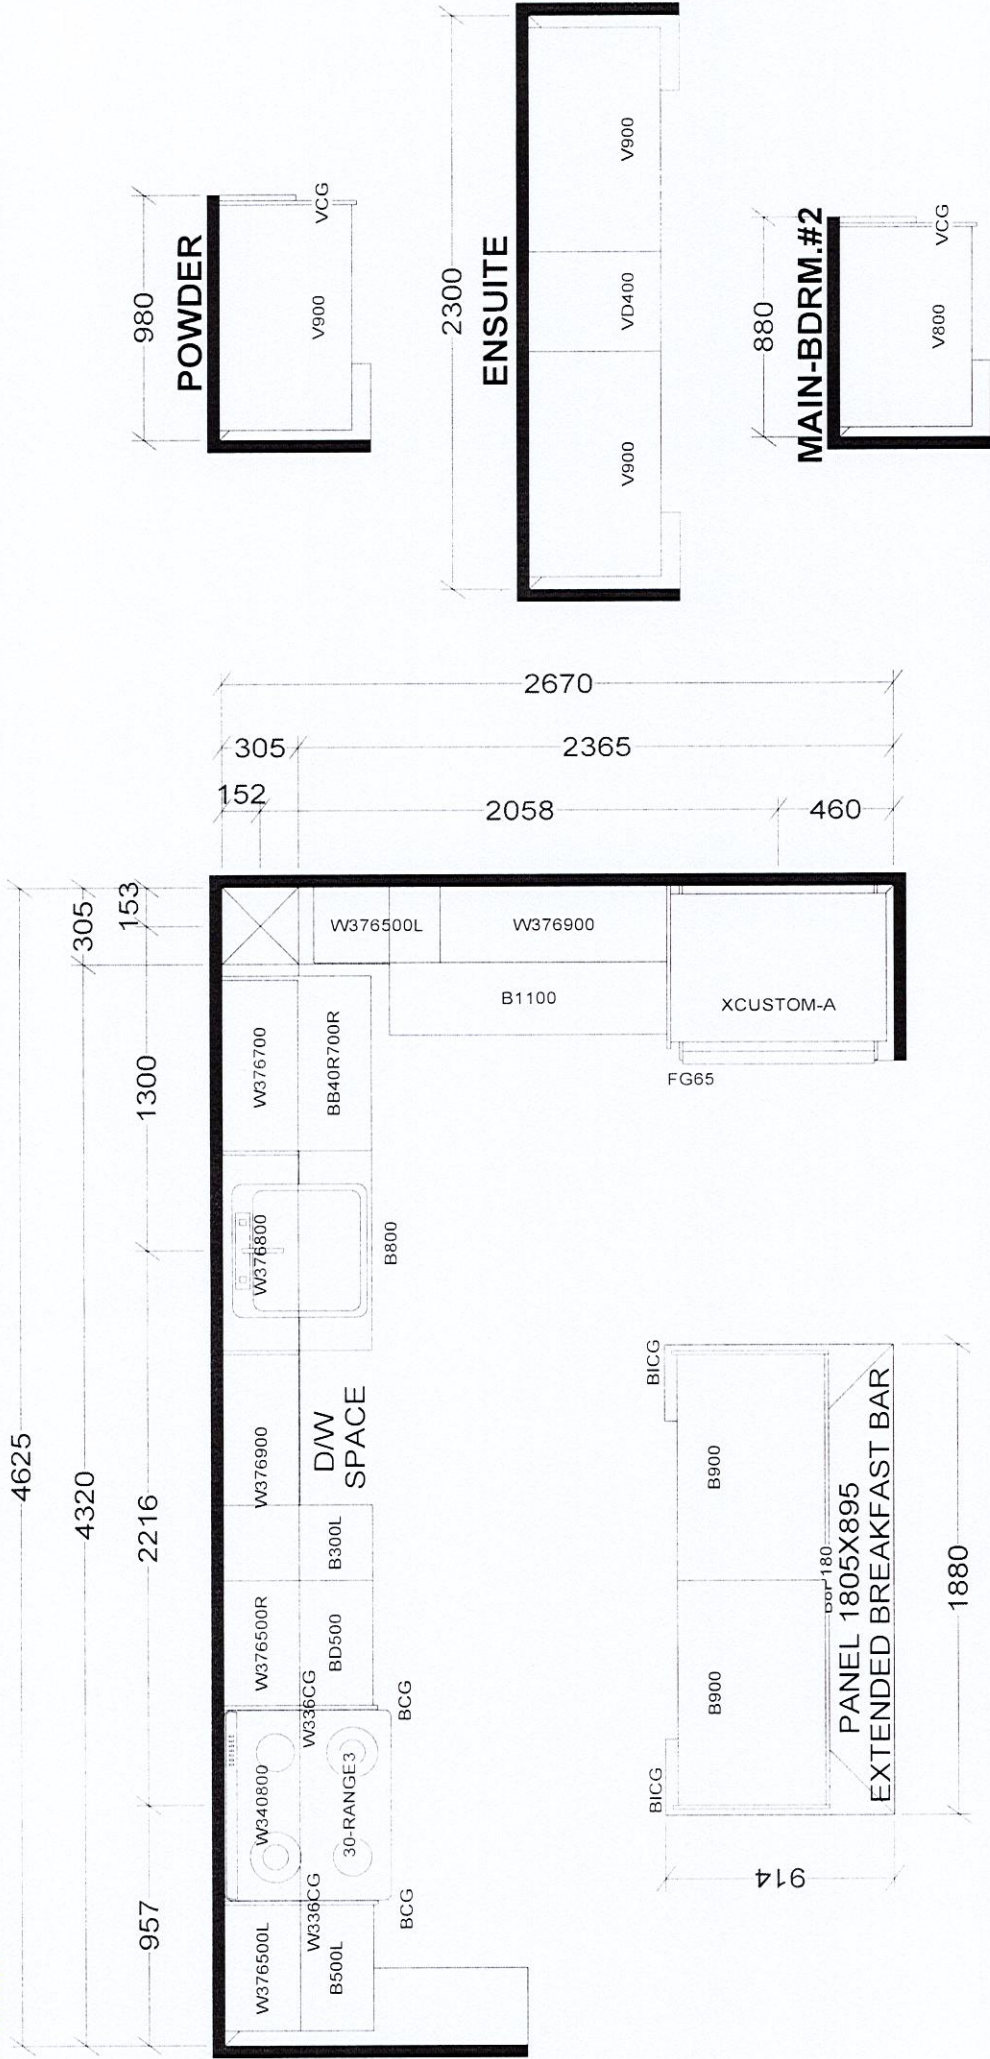 980
POWDER
V900
VCG
2300
ENSUITE
V900
VD400
V900
880
MAIN-BDRM.#2
V800
VCG
4625
4320
305
957
2216
1300
153
2670
305
2365
152
2058
460
W376500L
W340800
W376500R
W376900
W376800
W376700
W336CG
W336CG
B500L
30-RANGE3
BD500
B300L
D/W
SPACE
BB40R700R
BCG
BCG
B800
W376500L
W376900
B1100
XCUSTOM-A
FG65
BICG
BICG
B900
B900
PANEL 1805X895
EXTENDED BREAKFAST BAR
914
1880